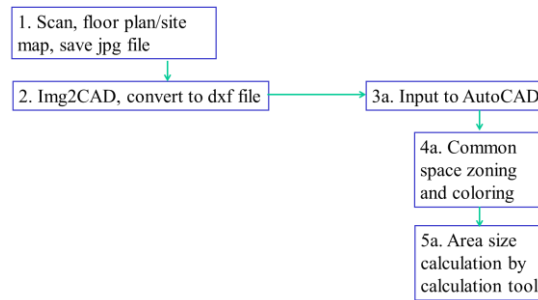 1. Scan, floor plan/site
map, save jpg file
2. Img2CAD, convert to dxf file
3a. Input to AutoCAD
4a. Common
space zoning
and coloring
5a. Area size
calculation by
calculation tool